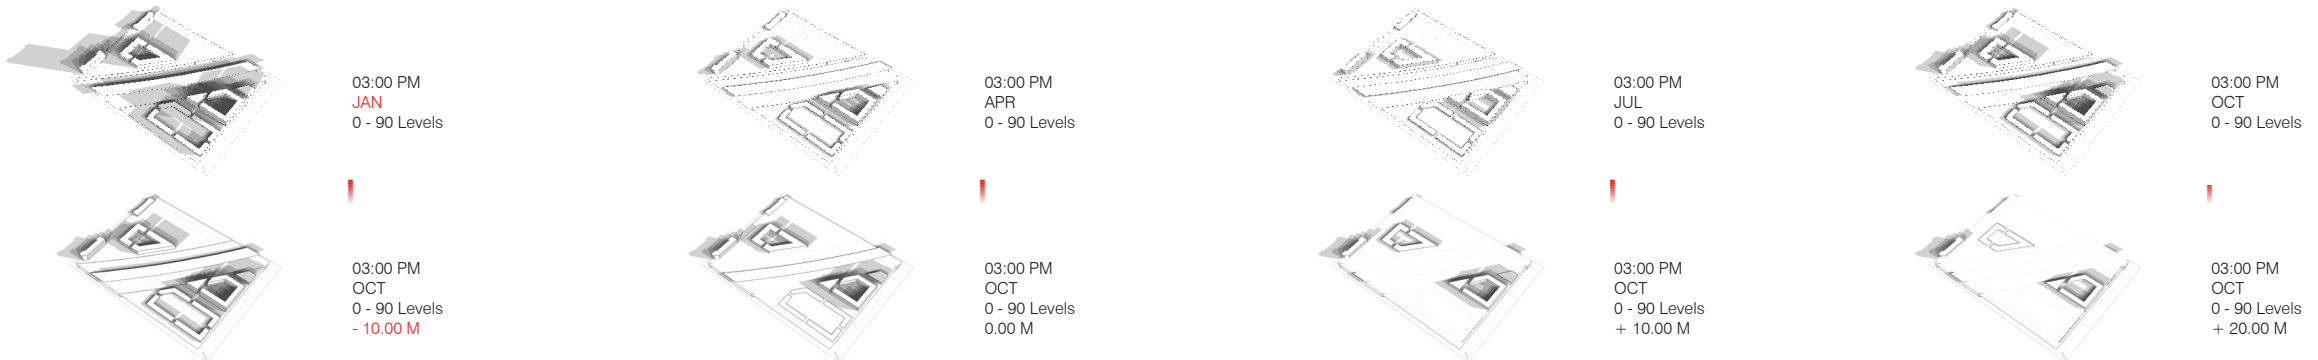 03:00 PM
JAN
0 - 90 Levels
03:00 PM
APR
0 - 90 Levels
03:00 PM
JUL
0 - 90 Levels
03:00 PM
OCT
0 - 90 Levels
03:00 PM
OCT
0 - 90 Levels
- 10.00 M
03:00 PM
OCT
0 - 90 Levels
0.00 M
03:00 PM
OCT
0 - 90 Levels
+ 10.00 M
03:00 PM
OCT
0 - 90 Levels
+ 20.00 M